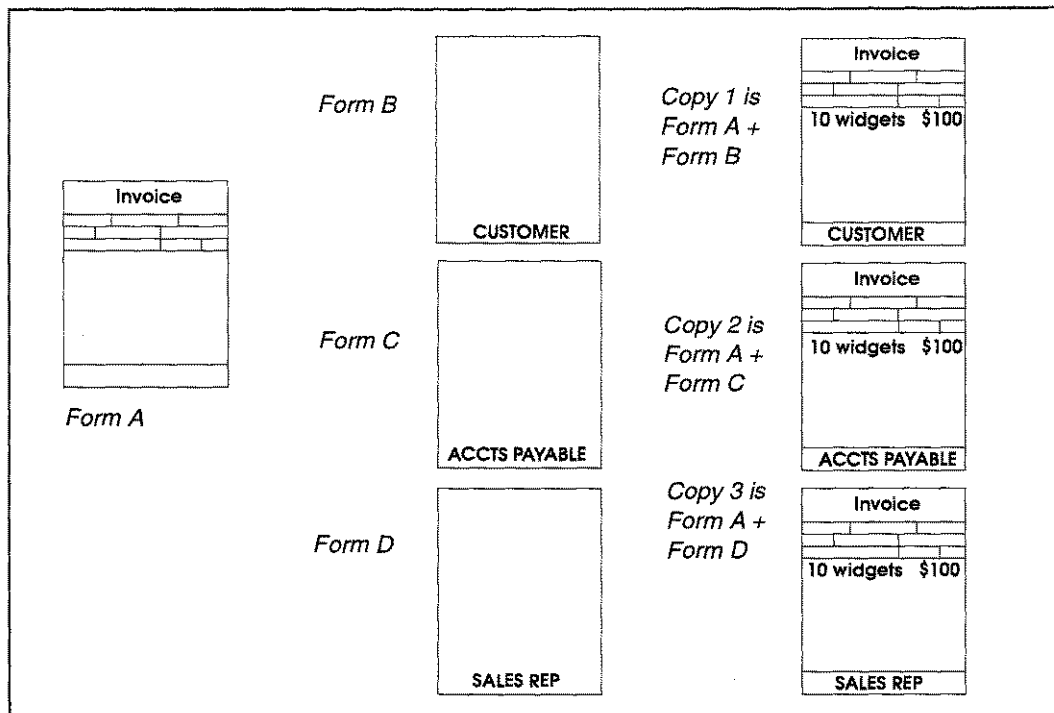 Invoice
Form A
Form B
CUSTOMER
Form C
ACCTS PAYABLE
Form D
SALES REP
Copy 1 is
Form A +
Form B
Invoice
10 widgets $100
CUSTOMER
Copy 2 is
Form A +
Form C
Invoice
10 widgets $100
ACCTS PAYABLE
Copy 3 is
Form A +
Form D
Invoice
10 widgets $100
SALES REP